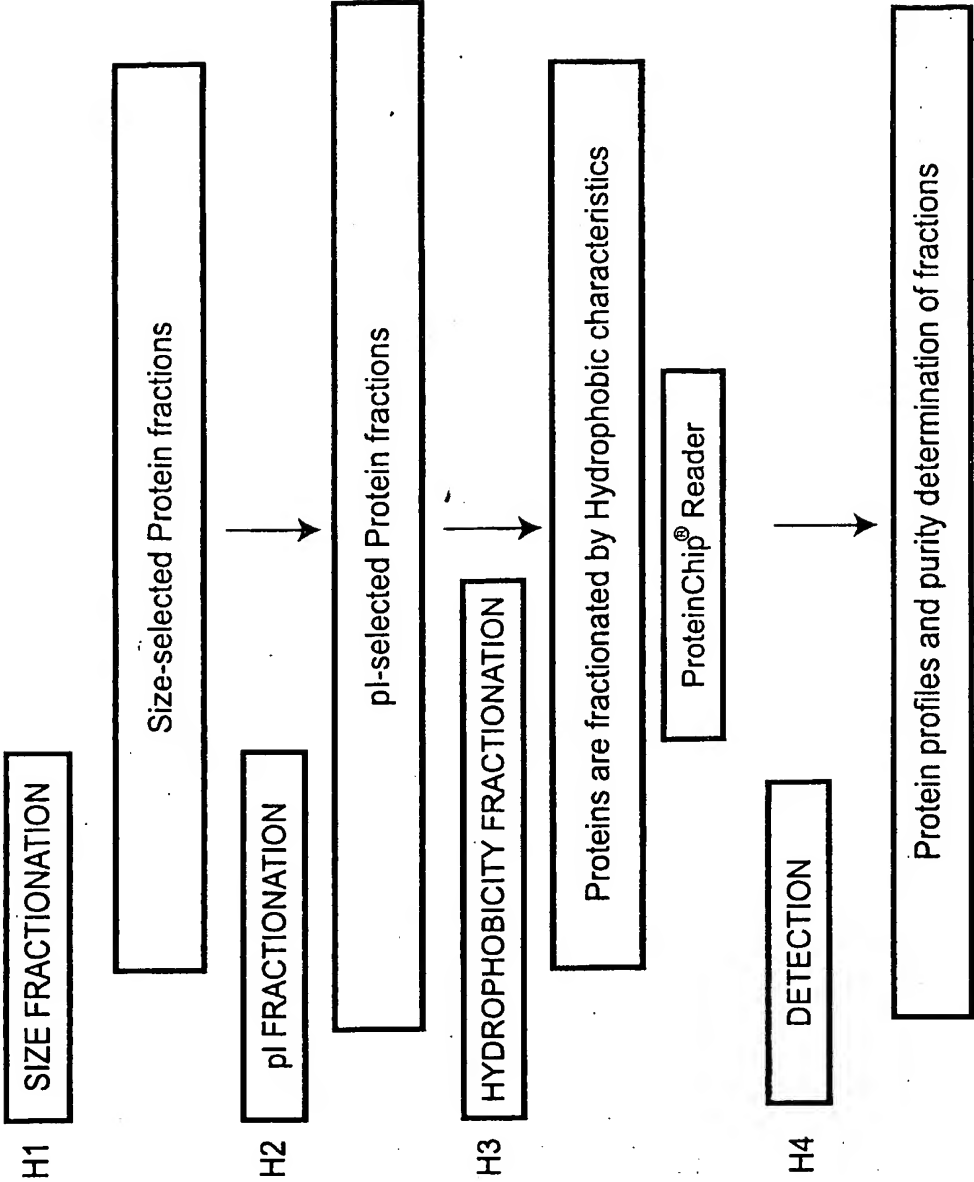 H1 SIZE FRACTIONATION
Size-selected Protein fractions
H2 pI FRACTIONATION
pI-selected Protein fractions
H3 HYDROPHOBICITY FRACTIONATION
Proteins are fractionated by Hydrophobic characteristics
ProteinChip® Reader
H4 DETECTION
Protein profiles and purity determination of fractions